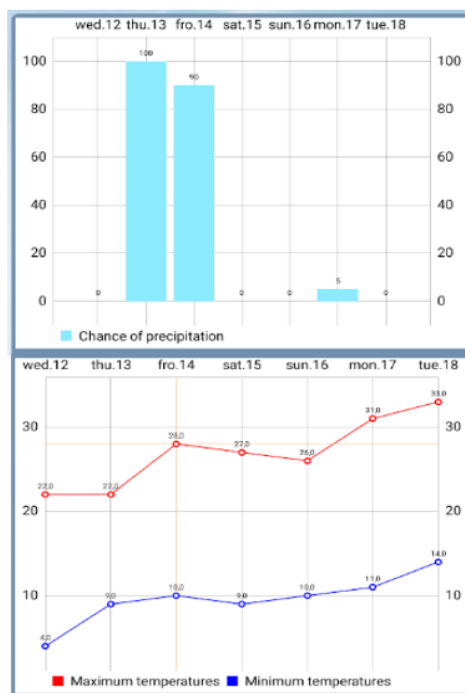 wed.12 thu.13 fro.14 sat.15 sun.16 mon.17 tue.18
100 100 100
90
80 80
60 60
40 40
20 20
5
0 0 0 0 0 0
Chance of precipitation
wed.12 thu.13 fro.14 sat.15 sun.16 mon.17 tue.18
33,0
31,0
30 30
28,0 27,0 26,0
22,0 22,0
20 20
14,0
10 9,0 10,0 9,0 10,0 11,0 10
4,0
Maximum temperatures Minimum temperatures